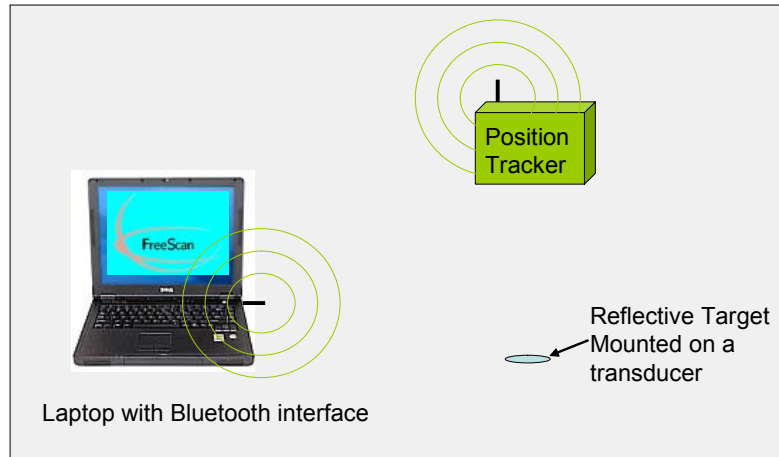 Position
Tracker
FreeScan
Reflective Target
Mounted on a
transducer
Laptop with Bluetooth interface